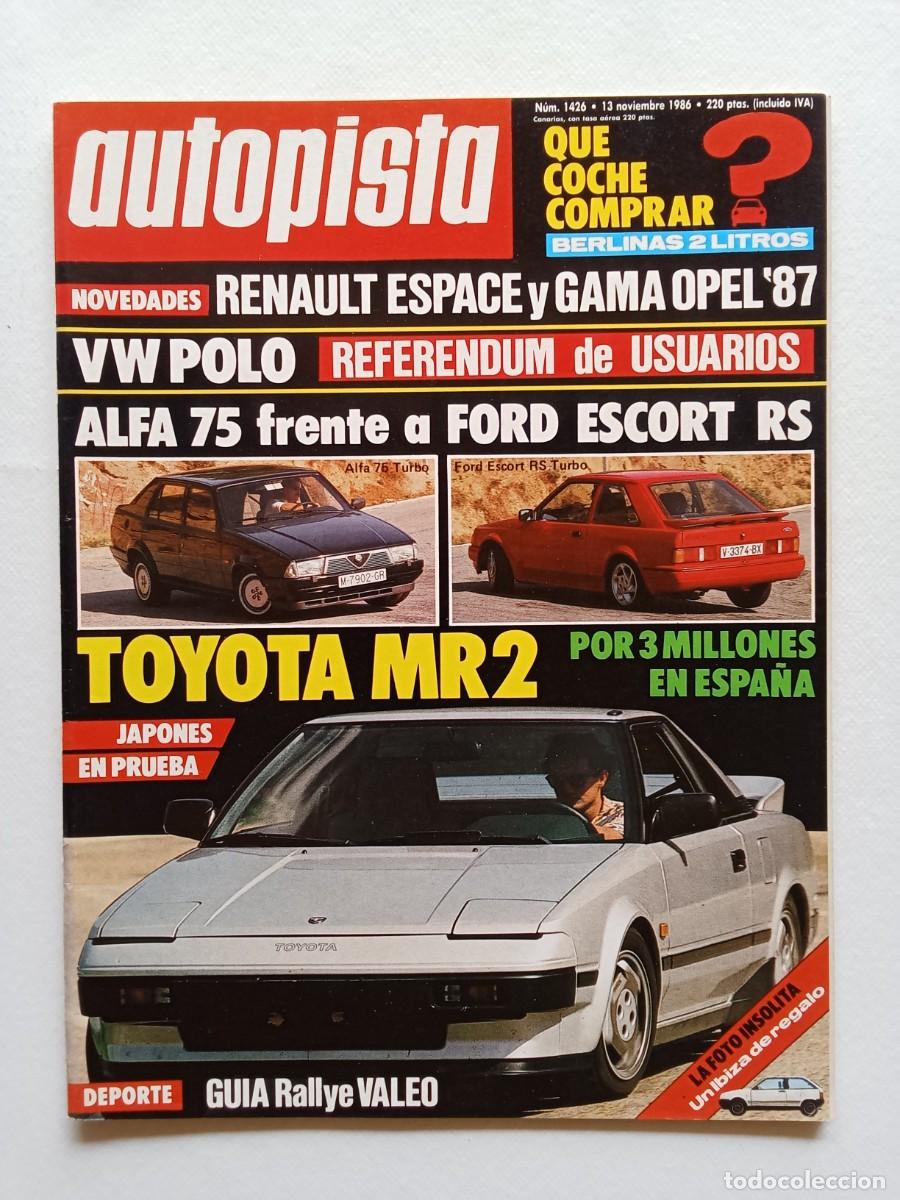 autopista
Núm. 1426 • 13 noviembre 1986 • 220 ptas. (incluido IVA)
Canarias, con tasa aérea 220 ptas.
QUE
COCHE
COMPRAR
?
BERLINAS 2 LITROS
NOVEDADES RENAULT ESPACE y GAMA OPEL '87
VW POLO REFERENDUM de USUARIOS
ALFA 75 frente a FORD ESCORT RS
Alfa 75 Turbo
Ford Escort RS Turbo
M-7902-GR
V-3374-BX
TOYOTA MR2
POR 3 MILLONES
EN ESPAÑA
JAPONES
EN PRUEBA
TOYOTA
LA FOTO INSOLITA
Un Ibiza de regalo
DEPORTE GUIA Rallye VALEO
todocoleccion